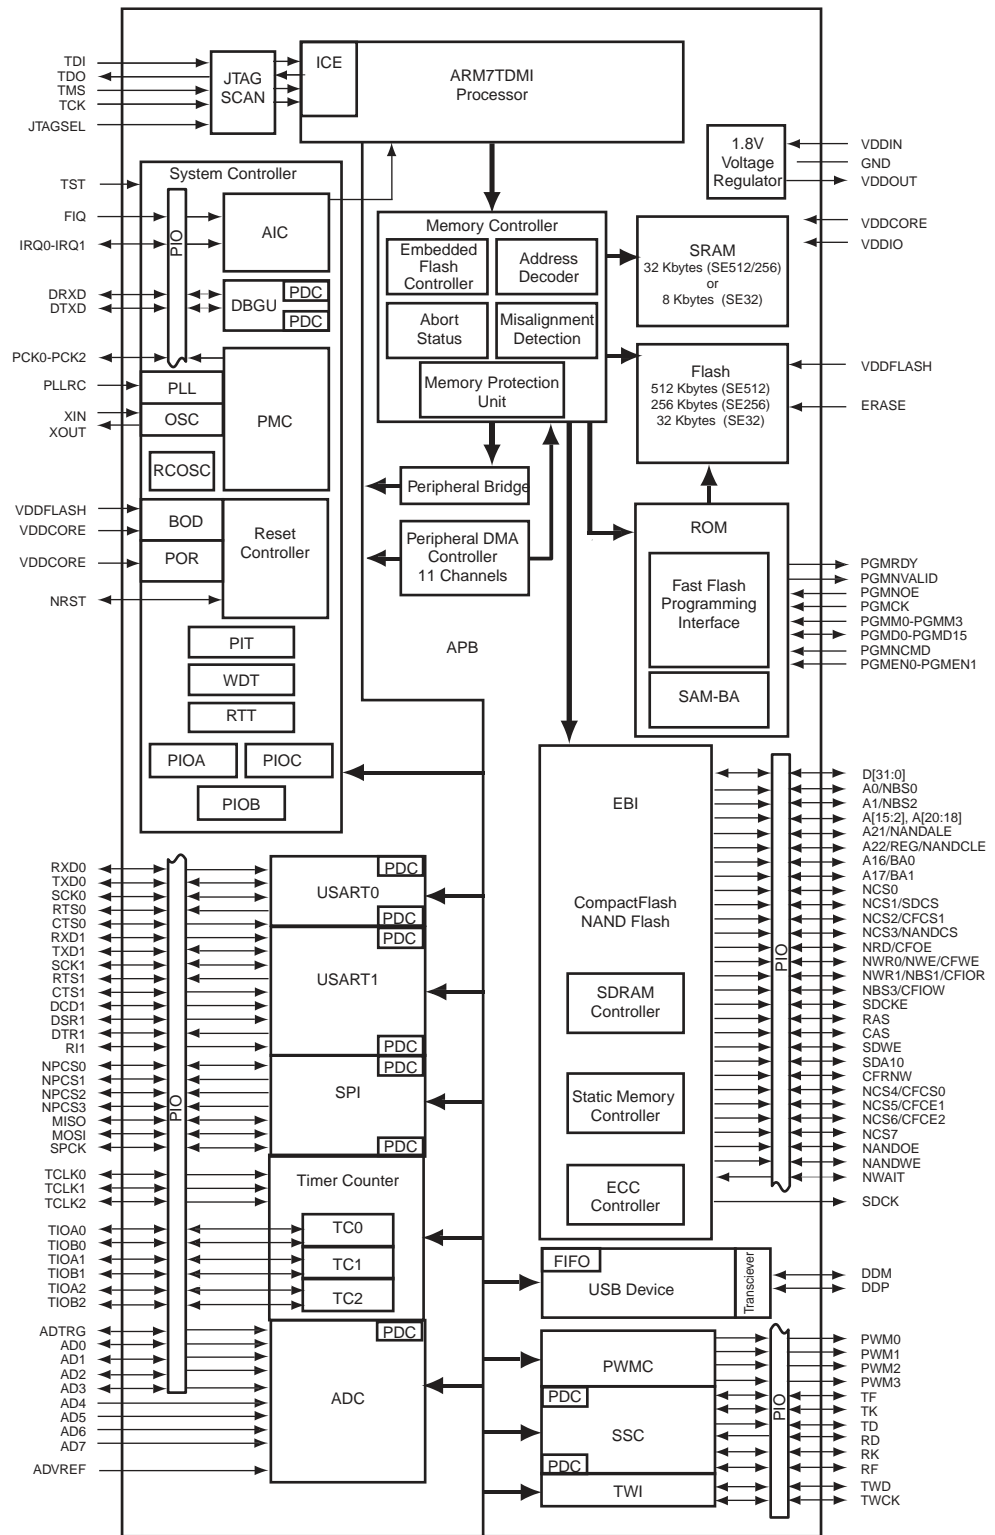 TDI
TDO
TMS
TCK
JTAGSEL
JTAG
SCAN
ICE
ARM7TDMI
Processor
1.8V
Voltage
Regulator
VDDIN
GND
VDDOUT
VDDCORE
VDDIO
System Controller
TST
FIQ
IRQ0-IRQ1
PIO
AIC
DRXD
DTXD
DBGU
PDC
PDC
PCK0-PCK2
PLLRC
PLL
XIN
XOUT
OSC
PMC
RCOSC
VDDFLASH
VDDCORE
BOD
VDDCORE
POR
Reset
Controller
NRST
PIT
WDT
RTT
PIOA
PIOC
PIOB
Memory Controller
Embedded
Flash
Controller
Address
Decoder
Abort
Status
Misalignment
Detection
Memory Protection
Unit
SRAM
32 Kbytes (SE512/256)
or
8 Kbytes (SE32)
Flash
512 Kbytes (SE512)
256 Kbytes (SE256)
32 Kbytes (SE32)
VDDFLASH
ERASE
Peripheral Bridge
Peripheral DMA
Controller
11 Channels
APB
ROM
Fast Flash
Programming
Interface
SAM-BA
PGMRDY
PGMNVALID
PGMNOE
PGMCK
PGMM0-PGMM3
PGMD0-PGMD15
PGMNCMD
PGMEN0-PGMEN1
EBI
CompactFlash
NAND Flash
SDRAM
Controller
Static Memory
Controller
ECC
Controller
PIO
D[31:0]
A0/NBS0
A1/NBS2
A[15:2], A[20:18]
A21/NANDALE
A22/REG/NANDCLE
A16/BA0
A17/BA1
NCS0
NCS1/SDCS
NCS2/CFCS1
NCS3/NANDCS
NRD/CFOE
NWR0/NWE/CFWE
NWR1/NBS1/CFIOR
NBS3/CFIOW
SDCKE
RAS
CAS
SDWE
SDA10
CFRNW
NCS4/CFCS0
NCS5/CFCE1
NCS6/CFCE2
NCS7
NANDOE
NANDWE
NWAIT
SDCK
RXD0
TXD0
SCK0
RTS0
CTS0
RXD1
TXD1
SCK1
RTS1
CTS1
DCD1
DSR1
DTR1
RI1
NPCS0
NPCS1
NPCS2
NPCS3
MISO
MOSI
SPCK
TCLK0
TCLK1
TCLK2
TIOA0
TIOB0
TIOA1
TIOB1
TIOA2
TIOB2
ADTRG
AD0
AD1
AD2
AD3
AD4
AD5
AD6
AD7
ADVREF
PIO
PDC
USART0
PDC
PDC
USART1
PDC
PDC
SPI
PDC
Timer Counter
TC0
TC1
TC2
PDC
ADC
FIFO
USB Device
Transciever
DDM
DDP
PWMC
PDC
SSC
PDC
TWI
PIO
PWM0
PWM1
PWM2
PWM3
TF
TK
TD
RD
RK
RF
TWD
TWCK